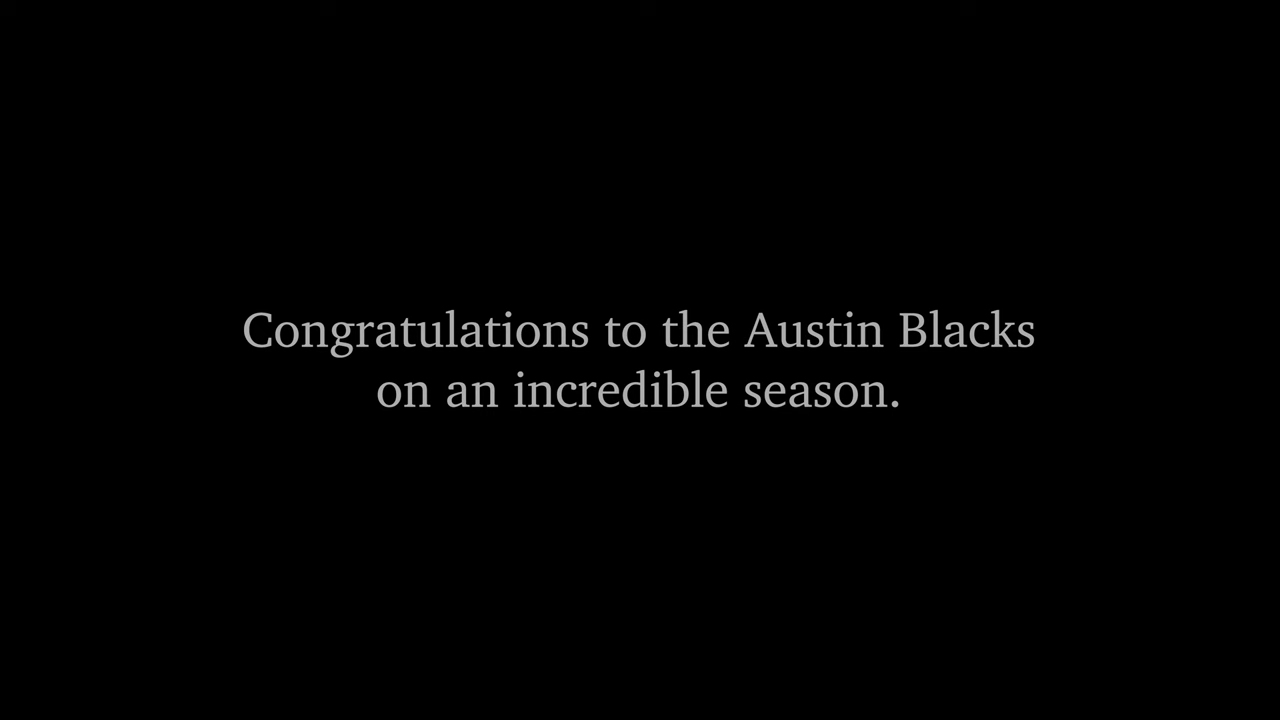 Congratulations to the Austin Blacks
on an incredible season.